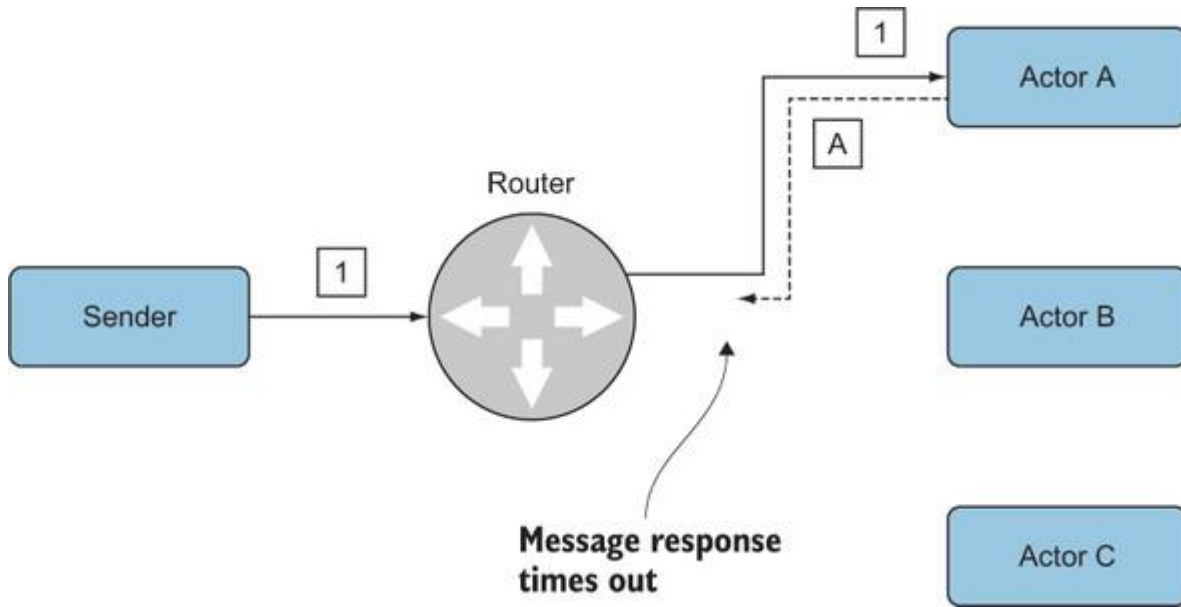 1
Actor A
A
Router
1
Sender
Actor B
Message response
times out
Actor C